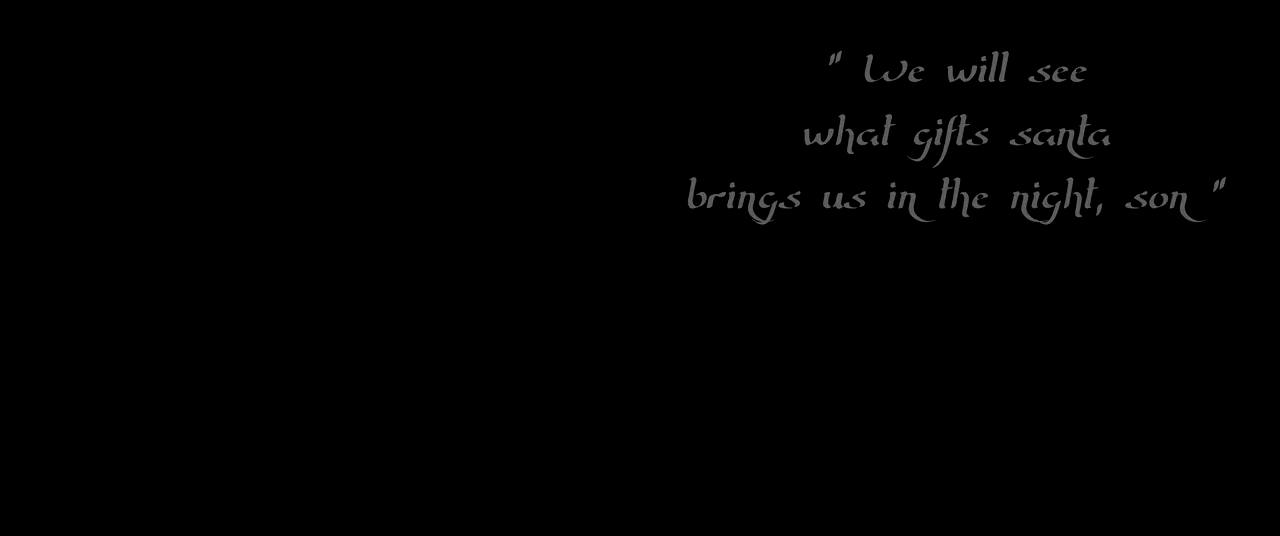 " We will see
what gifts santa
brings us in the night, son "